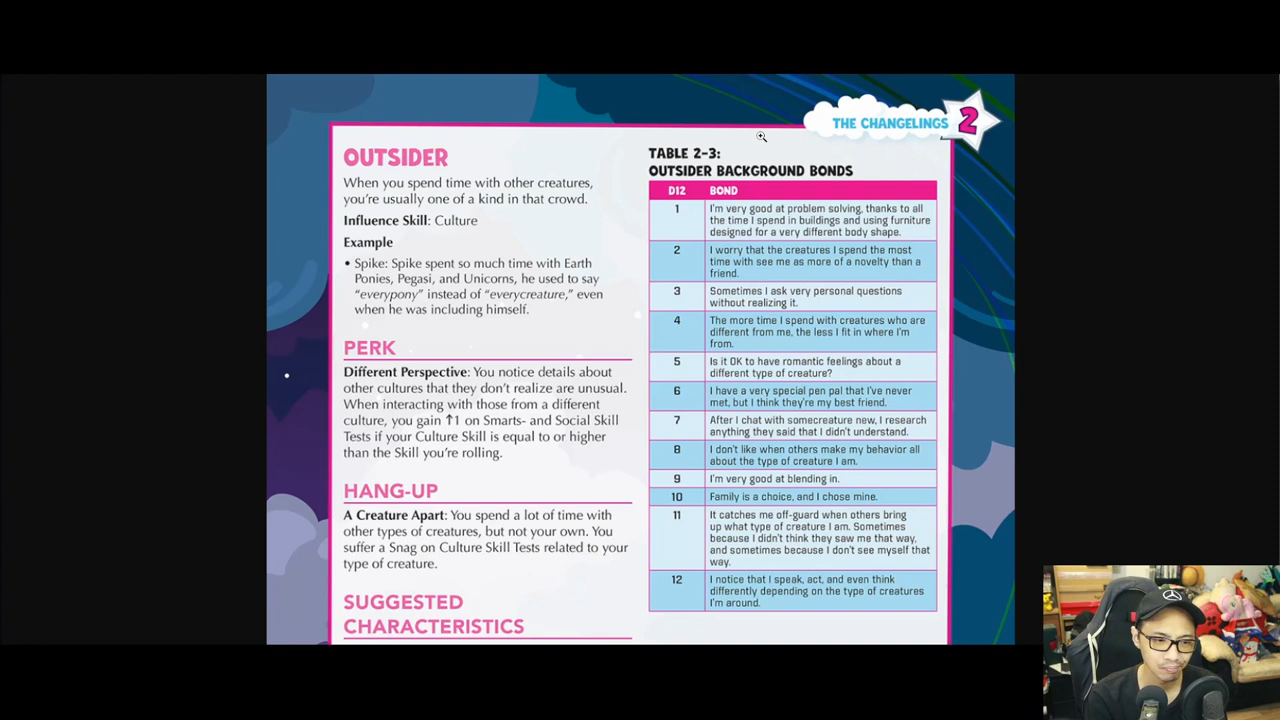 THE CHANGELINGS 2
OUTSIDER
When you spend time with other creatures,
you're usually one of a kind in that crowd.
Influence Skill: Culture
Example
• Spike: Spike spent so much time with Earth
Ponies, Pegasi, and Unicorns, he used to say
“everypony” instead of “everycreature,” even
when he was including himself.
PERK
Different Perspective: You notice details about
other cultures that they don't realize are unusual.
When interacting with those from a different
culture, you gain ↑1 on Smarts- and Social Skill
Tests if your Culture Skill is equal to or higher
than the Skill you're rolling.
HANG-UP
A Creature Apart: You spend a lot of time with
other types of creatures, but not your own. You
suffer a Snag on Culture Skill Tests related to your
type of creature.
SUGGESTED
CHARACTERISTICS
TABLE 2-3:
OUTSIDER BACKGROUND BONDS
D12 BOND
1 I'm very good at problem solving, thanks to all
the time I spend in buildings and using furniture
designed for a very different body shape.
2 I worry that the creatures I spend the most
time with see me as more of a novelty than a
friend.
3 Sometimes I ask very personal questions
without realizing it.
4 The more time I spend with creatures who are
different from me, the less I fit in where I'm
from.
5 Is it OK to have romantic feelings about a
different type of creature?
6 I have a very special pen pal that I've never
met, but I think they're my best friend.
7 After I chat with somecreature new, I research
anything they said that I didn't understand.
8 I don't like when others make my behavior all
about the type of creature I am.
9 I'm very good at blending in.
10 Family is a choice, and I chose mine.
11 It catches me off-guard when others bring
up what type of creature I am. Sometimes
because I didn't think they saw me that way,
and sometimes because I don't see myself that
way.
12 I notice that I speak, act, and even think
differently depending on the type of creatures
I'm around.